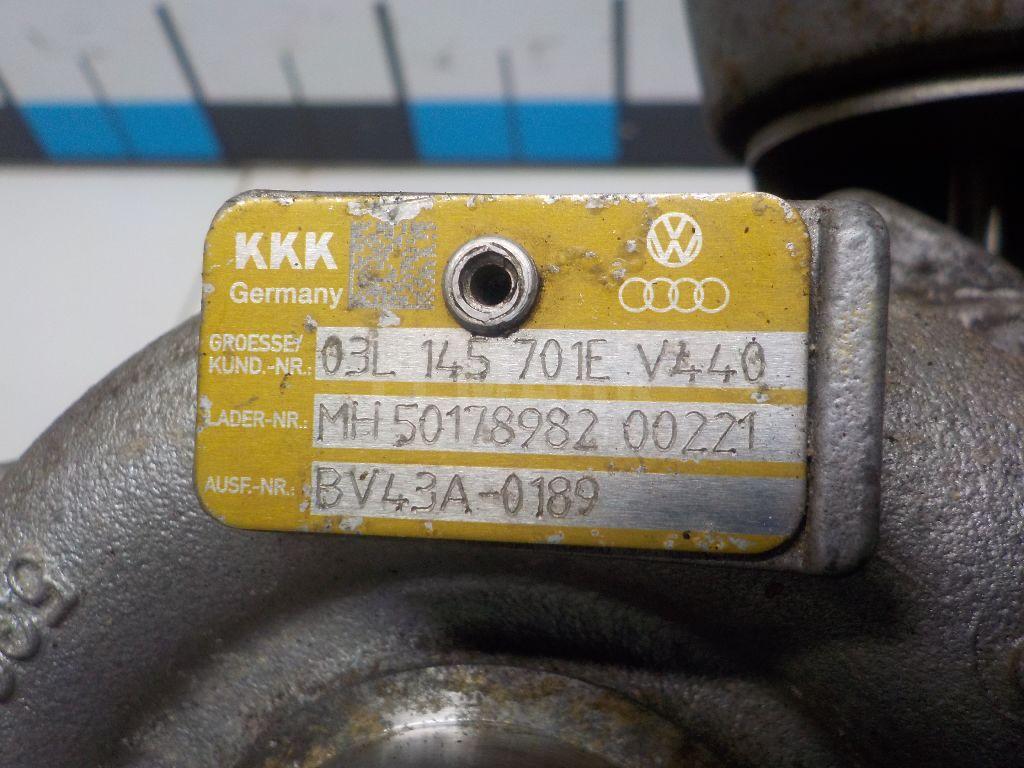 KKK
Germany
GROESSE/
KUND.-NR.: 03L 145 701E V440
LADER-NR.: MH 50178982 00221
AUSF.-NR.: BV43A-0189